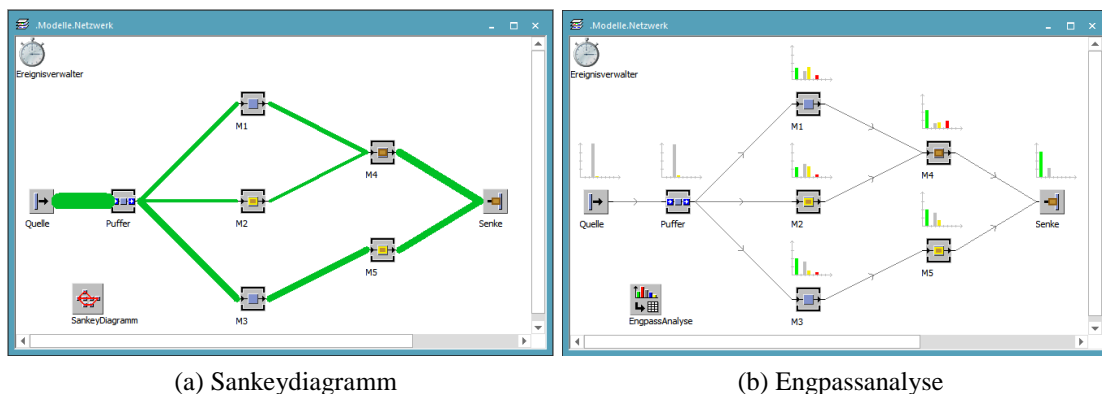 .Modelle.Netzwerk
Ereignisverwalter
M1
M4
M2
Quelle
Puffer
Senke
M5
M3
SankeyDiagramm
(a) Sankeydiagramm
.Modelle.Netzwerk
Ereignisverwalter
M1
M4
M2
Quelle
Puffer
Senke
M5
M3
EngpassAnalyse
(b) Engpassanalyse